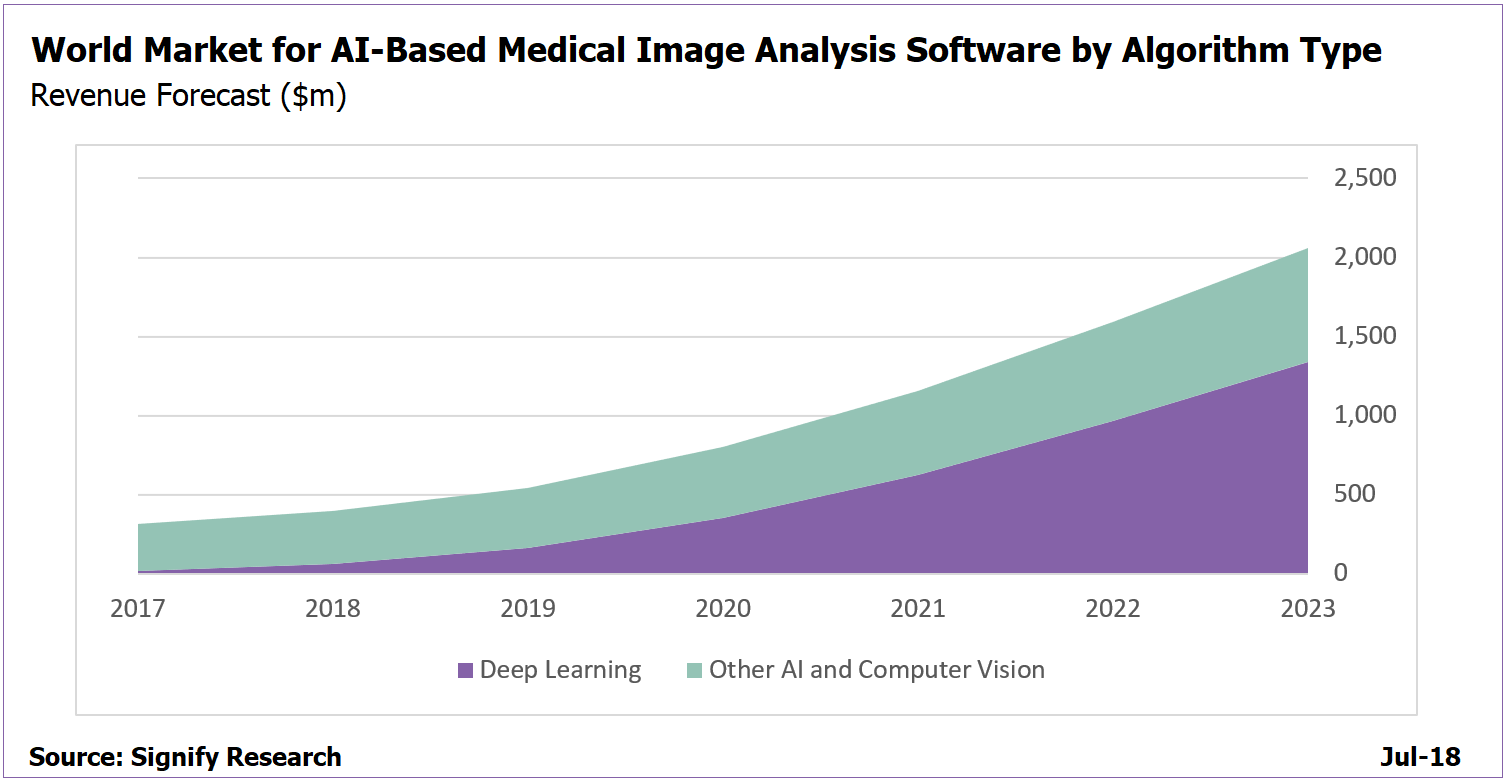 World Market for AI-Based Medical Image Analysis Software by Algorithm Type
Revenue Forecast ($m)
2,500
2,000
1,500
1,000
500
0
2017 2018 2019 2020 2021 2022 2023
Deep Learning Other AI and Computer Vision
Source: Signify Research Jul-18